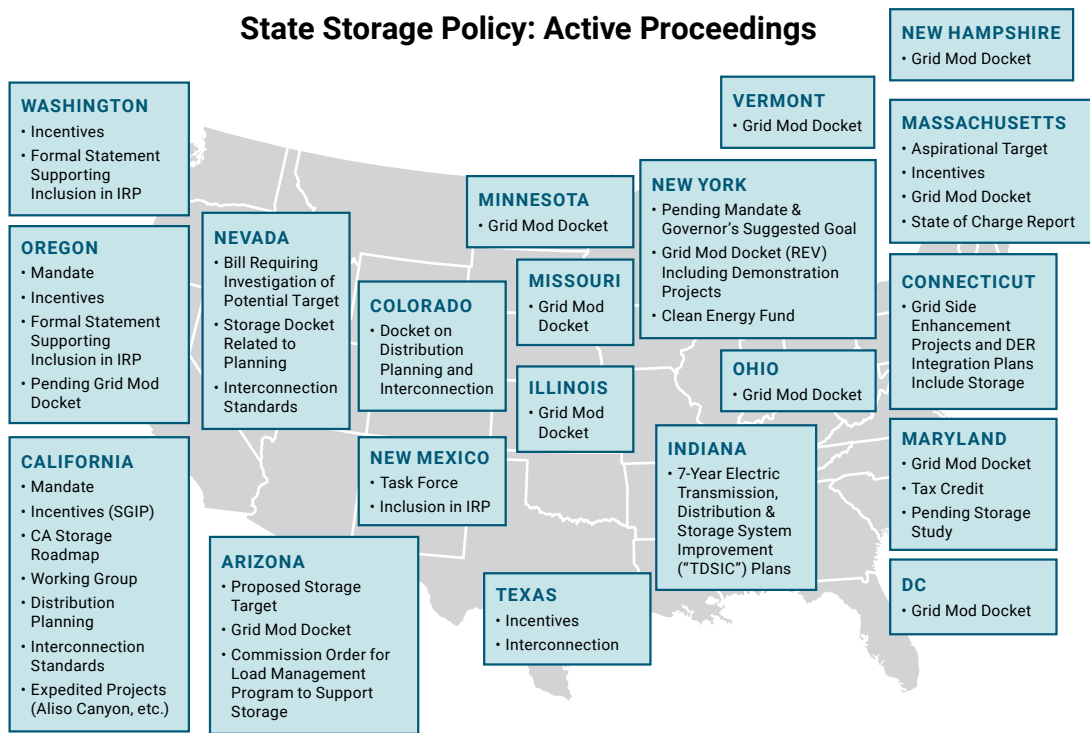 State Storage Policy: Active Proceedings
WASHINGTON
• Incentives
• Formal Statement
Supporting
Inclusion in IRP
OREGON
• Mandate
• Incentives
• Formal Statement
Supporting
Inclusion in IRP
• Pending Grid Mod
Docket
CALIFORNIA
• Mandate
• Incentives (SGIP)
• CA Storage
Roadmap
• Working Group
• Distribution
Planning
• Interconnection
Standards
• Expedited Projects
(Aliso Canyon, etc.)
NEVADA
• Bill Requiring
Investigation of
Potential Target
• Storage Docket
Related to
Planning
• Interconnection
Standards
ARIZONA
• Proposed Storage
Target
• Grid Mod Docket
• Commission Order for
Load Management
Program to Support
Storage
COLORADO
• Docket on
Distribution
Planning and
Interconnection
NEW MEXICO
• Task Force
• Inclusion in IRP
MINNESOTA
• Grid Mod Docket
MISSOURI
• Grid Mod
Docket
ILLINOIS
• Grid Mod
Docket
TEXAS
• Incentives
• Interconnection
VERMONT
• Grid Mod Docket
NEW YORK
• Pending Mandate &
Governor's Suggested Goal
• Grid Mod Docket (REV)
Including Demonstration
Projects
• Clean Energy Fund
OHIO
• Grid Mod Docket
INDIANA
• 7-Year Electric
Transmission,
Distribution &
Storage System
Improvement
("TDSIC") Plans
NEW HAMPSHIRE
• Grid Mod Docket
MASSACHUSETTS
• Aspirational Target
• Incentives
• Grid Mod Docket
• State of Charge Report
CONNECTICUT
• Grid Side
Enhancement
Projects and DER
Integration Plans
Include Storage
MARYLAND
• Grid Mod Docket
• Tax Credit
• Pending Storage
Study
DC
• Grid Mod Docket